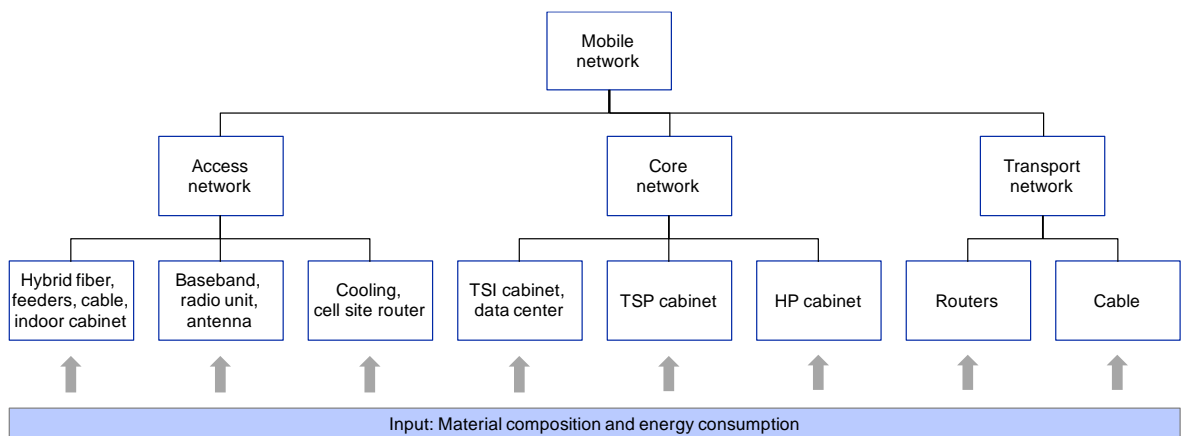 Mobile
network
Access
network
Core
network
Transport
network
Hybrid fiber,
feeders, cable,
indoor cabinet
Baseband,
radio unit,
antenna
Cooling,
cell site router
TSI cabinet,
data center
TSP cabinet
HP cabinet
Routers
Cable
Input: Material composition and energy consumption